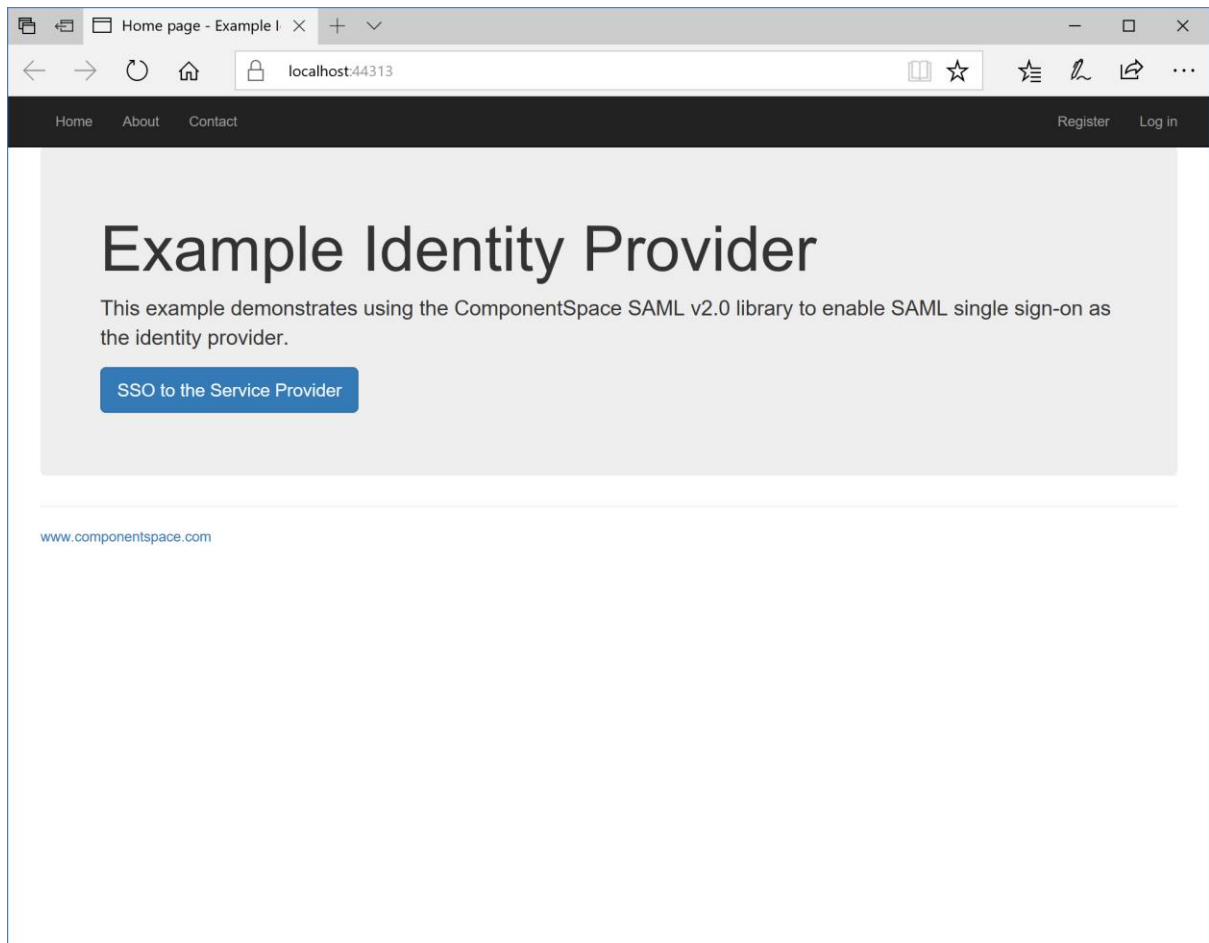 Home page - Example I
localhost:44313
Home About Contact Register Log in
Example Identity Provider
This example demonstrates using the ComponentSpace SAML v2.0 library to enable SAML single sign-on as
the identity provider.
SSO to the Service Provider
www.componentspace.com